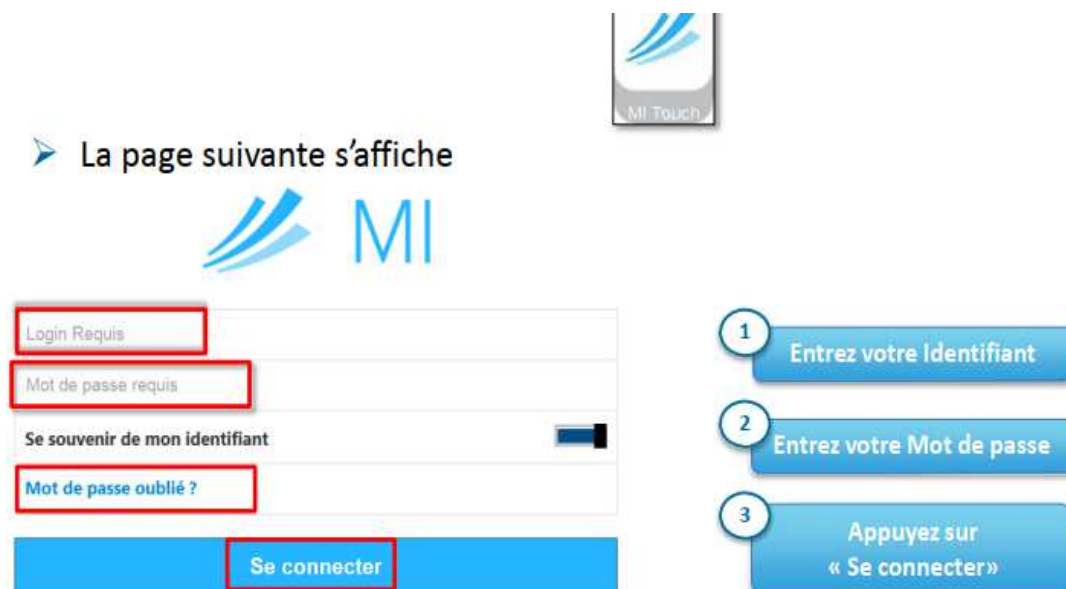 MI Touch
➢ La page suivante s’affiche
MI
Login Requis
Mot de passe requis
Se souvenir de mon identifiant
Mot de passe oublié ?
Se connecter
1
Entrez votre Identifiant
2
Entrez votre Mot de passe
3
Appuyez sur
« Se connecter»